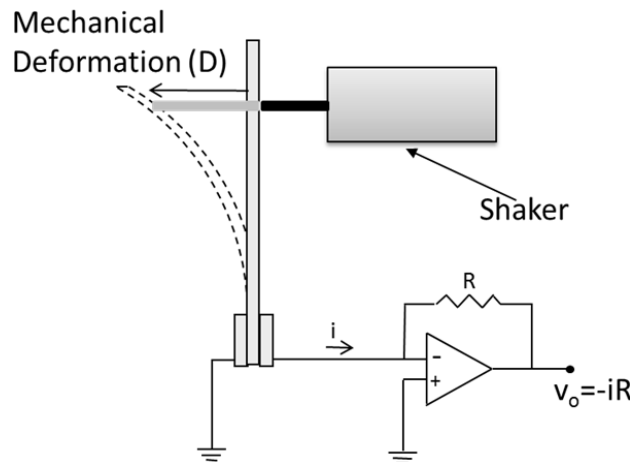 Mechanical
Deformation (D)
Shaker
R
i
-
+
vₒ=-iR